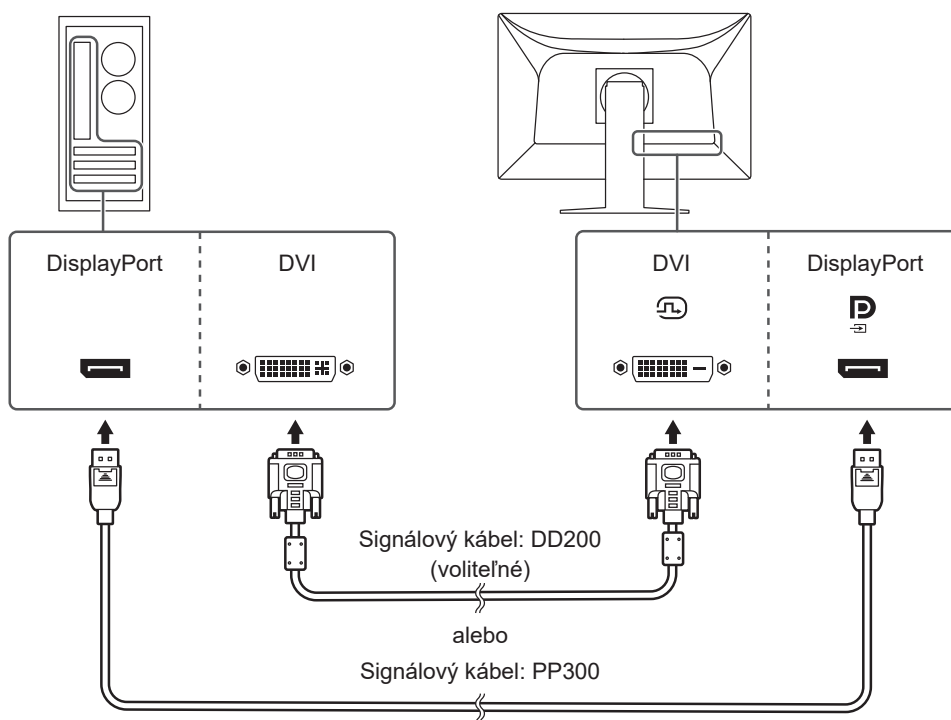 DisplayPort
DVI
DVI
DisplayPort
Signálový kábel: DD200
(voliteľné)
alebo
Signálový kábel: PP300